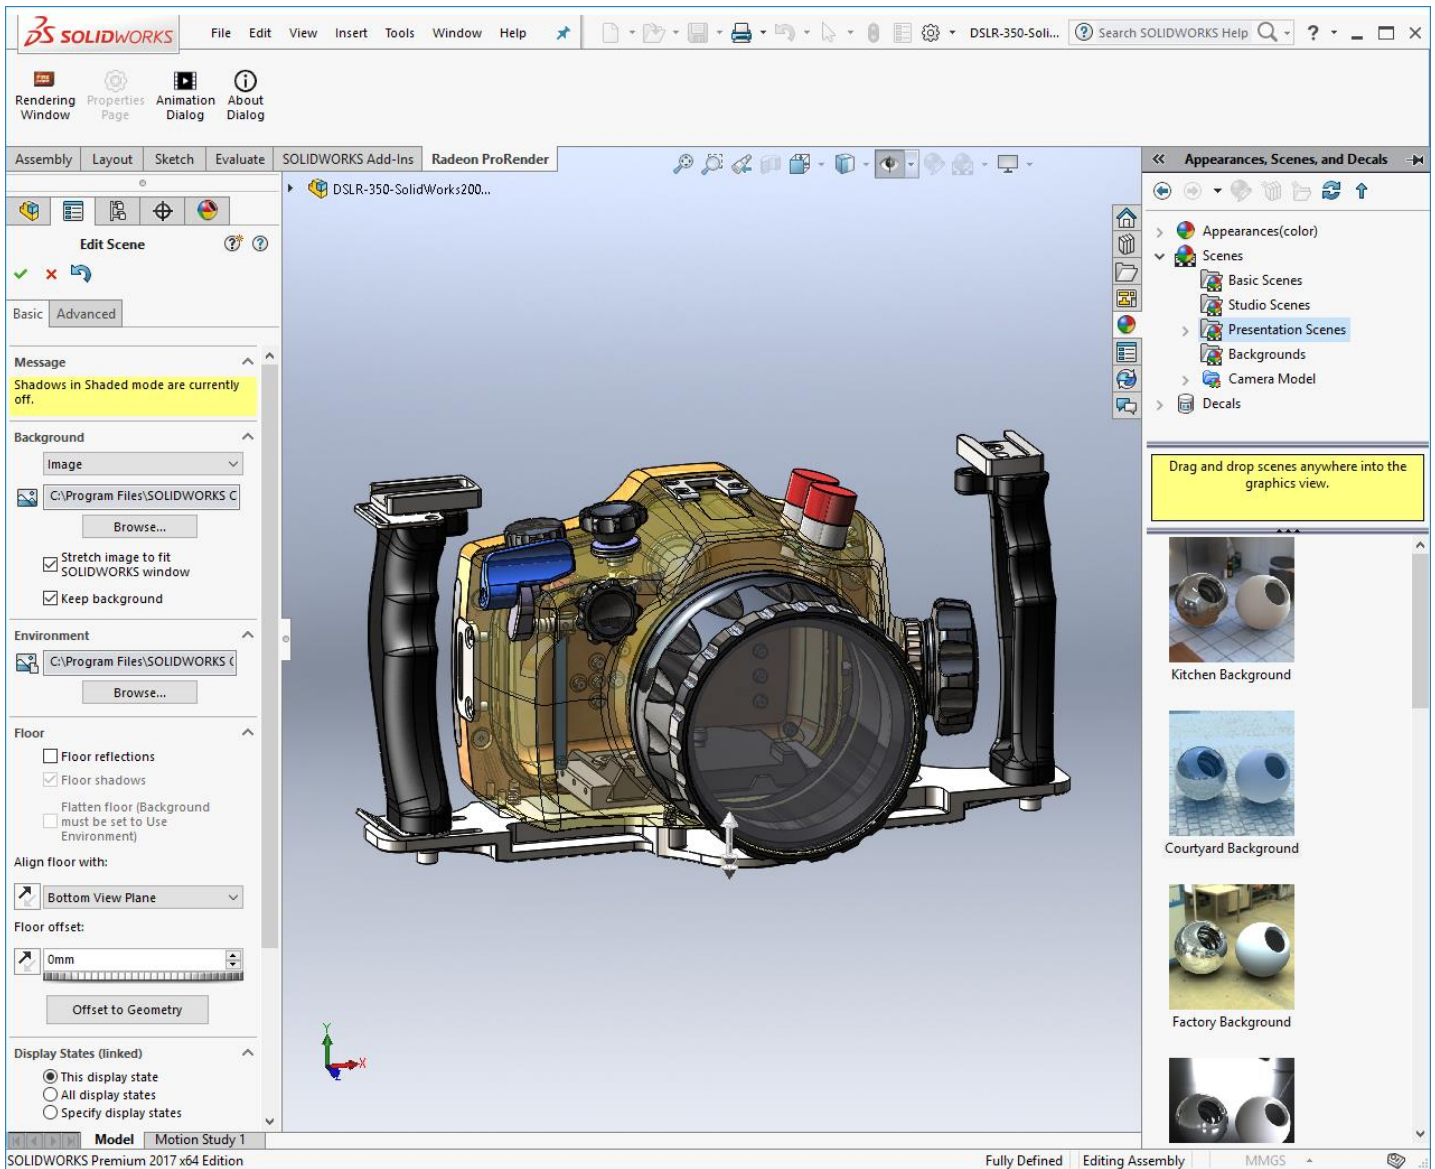 SOLIDWORKS
File Edit View Insert Tools Window Help
DSLR-350-Soli...
Search SOLIDWORKS Help
Rendering Window
Properties Page
Animation Dialog
About Dialog
Assembly Layout Sketch Evaluate SOLIDWORKS Add-Ins Radeon ProRender
DSLR-350-SolidWorks200...
Edit Scene
Basic Advanced
Message
Shadows in Shaded mode are currently
off.
Background
Image
C:\Program Files\SOLIDWORKS C
Browse...
Stretch image to fit
SOLIDWORKS window
Keep background
Environment
C:\Program Files\SOLIDWORKS (
Browse...
Floor
Floor reflections
Floor shadows
Flatten floor (Background
must be set to Use
Environment)
Align floor with:
Bottom View Plane
Floor offset:
0mm
Offset to Geometry
Display States (linked)
This display state
All display states
Specify display states
Y
X
Z
Appearances, Scenes, and Decals
Appearances(color)
Scenes
Basic Scenes
Studio Scenes
Presentation Scenes
Backgrounds
Camera Model
Decals
Drag and drop scenes anywhere into the
graphics view.
Kitchen Background
Courtyard Background
Factory Background
Model Motion Study 1
SOLIDWORKS Premium 2017 x64 Edition
Fully Defined Editing Assembly MMGS